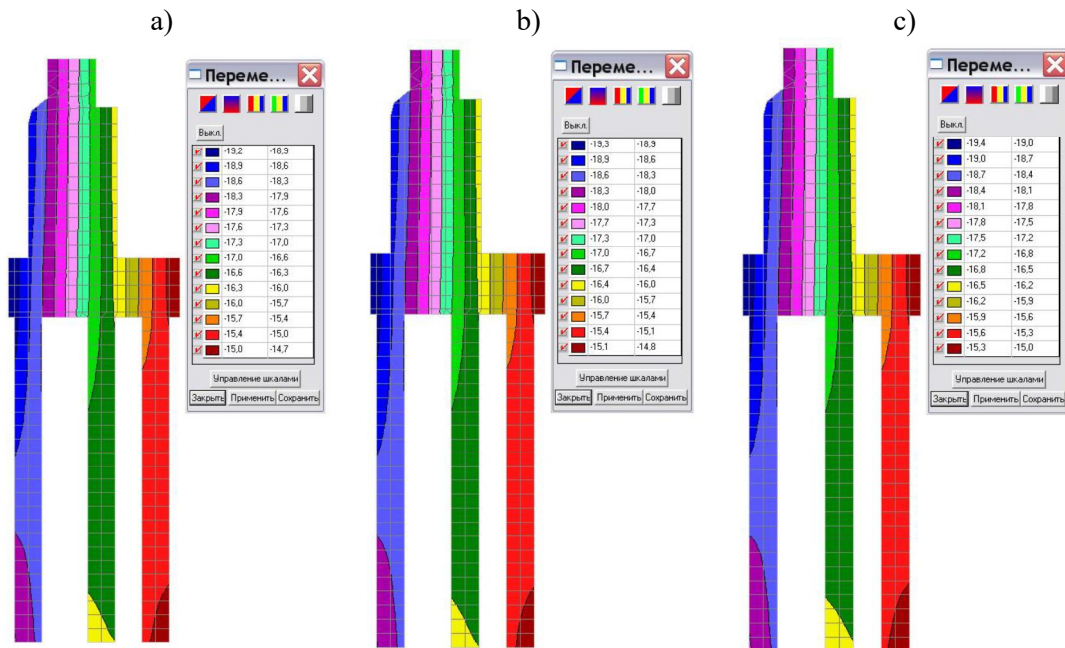 a)
b)
c)
Переме...
Выкл.
-19,2 -18,9
-18,9 -18,6
-18,6 -18,3
-18,3 -17,9
-17,9 -17,6
-17,6 -17,3
-17,3 -17,0
-17,0 -16,6
-16,6 -16,3
-16,3 -16,0
-16,0 -15,7
-15,7 -15,4
-15,4 -15,0
-15,0 -14,7
Управление шкалами
Закрыть Применить Сохранить
Переме...
Выкл.
-19,3 -18,9
-18,9 -18,6
-18,6 -18,3
-18,3 -18,0
-18,0 -17,7
-17,7 -17,3
-17,3 -17,0
-17,0 -16,7
-16,7 -16,4
-16,4 -16,0
-16,0 -15,7
-15,7 -15,4
-15,4 -15,1
-15,1 -14,8
Управление шкалами
Закрыть Применить Сохранить
Переме...
Выкл.
-19,4 -19,0
-19,0 -18,7
-18,7 -18,4
-18,4 -18,1
-18,1 -17,8
-17,8 -17,5
-17,5 -17,2
-17,2 -16,8
-16,8 -16,5
-16,5 -16,2
-16,2 -15,9
-15,9 -15,6
-15,6 -15,3
-15,3 -15,0
Управление шкалами
Закрыть Применить Сохранить